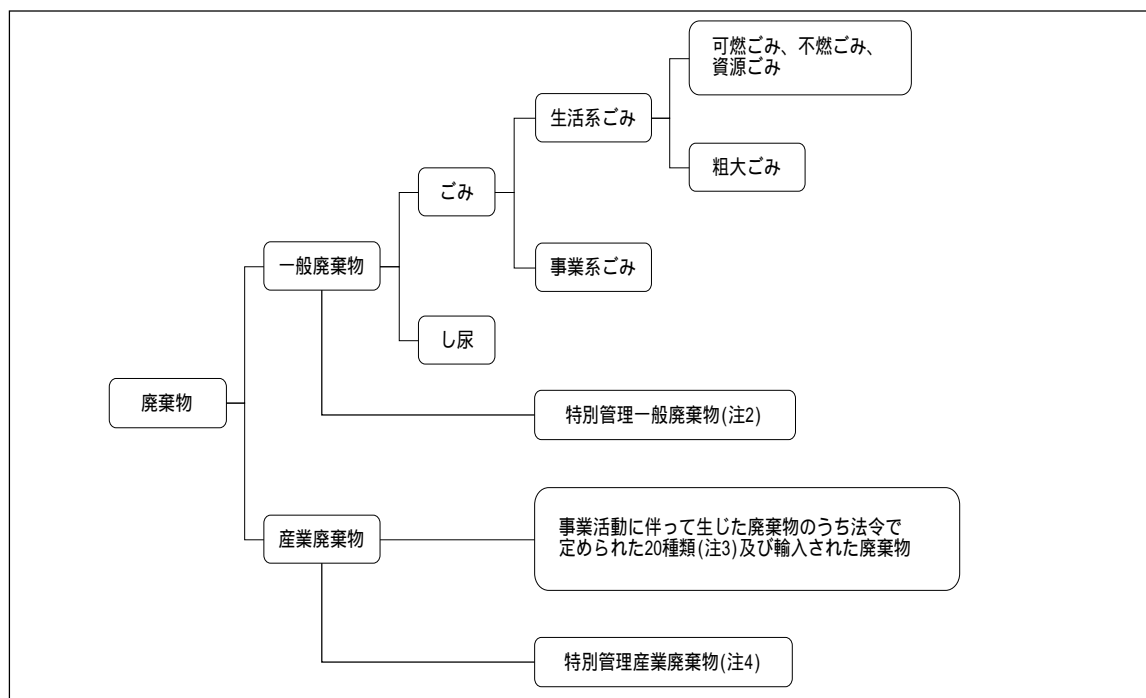 可燃ごみ、不燃ごみ、
資源ごみ
生活系ごみ
粗大ごみ
ごみ
事業系ごみ
一般廃棄物
し尿
廃棄物
特別管理一般廃棄物(注2)
産業廃棄物
事業活動に伴って生じた廃棄物のうち法令で
定められた20種類(注3)及び輸入された廃棄物
特別管理産業廃棄物(注4)